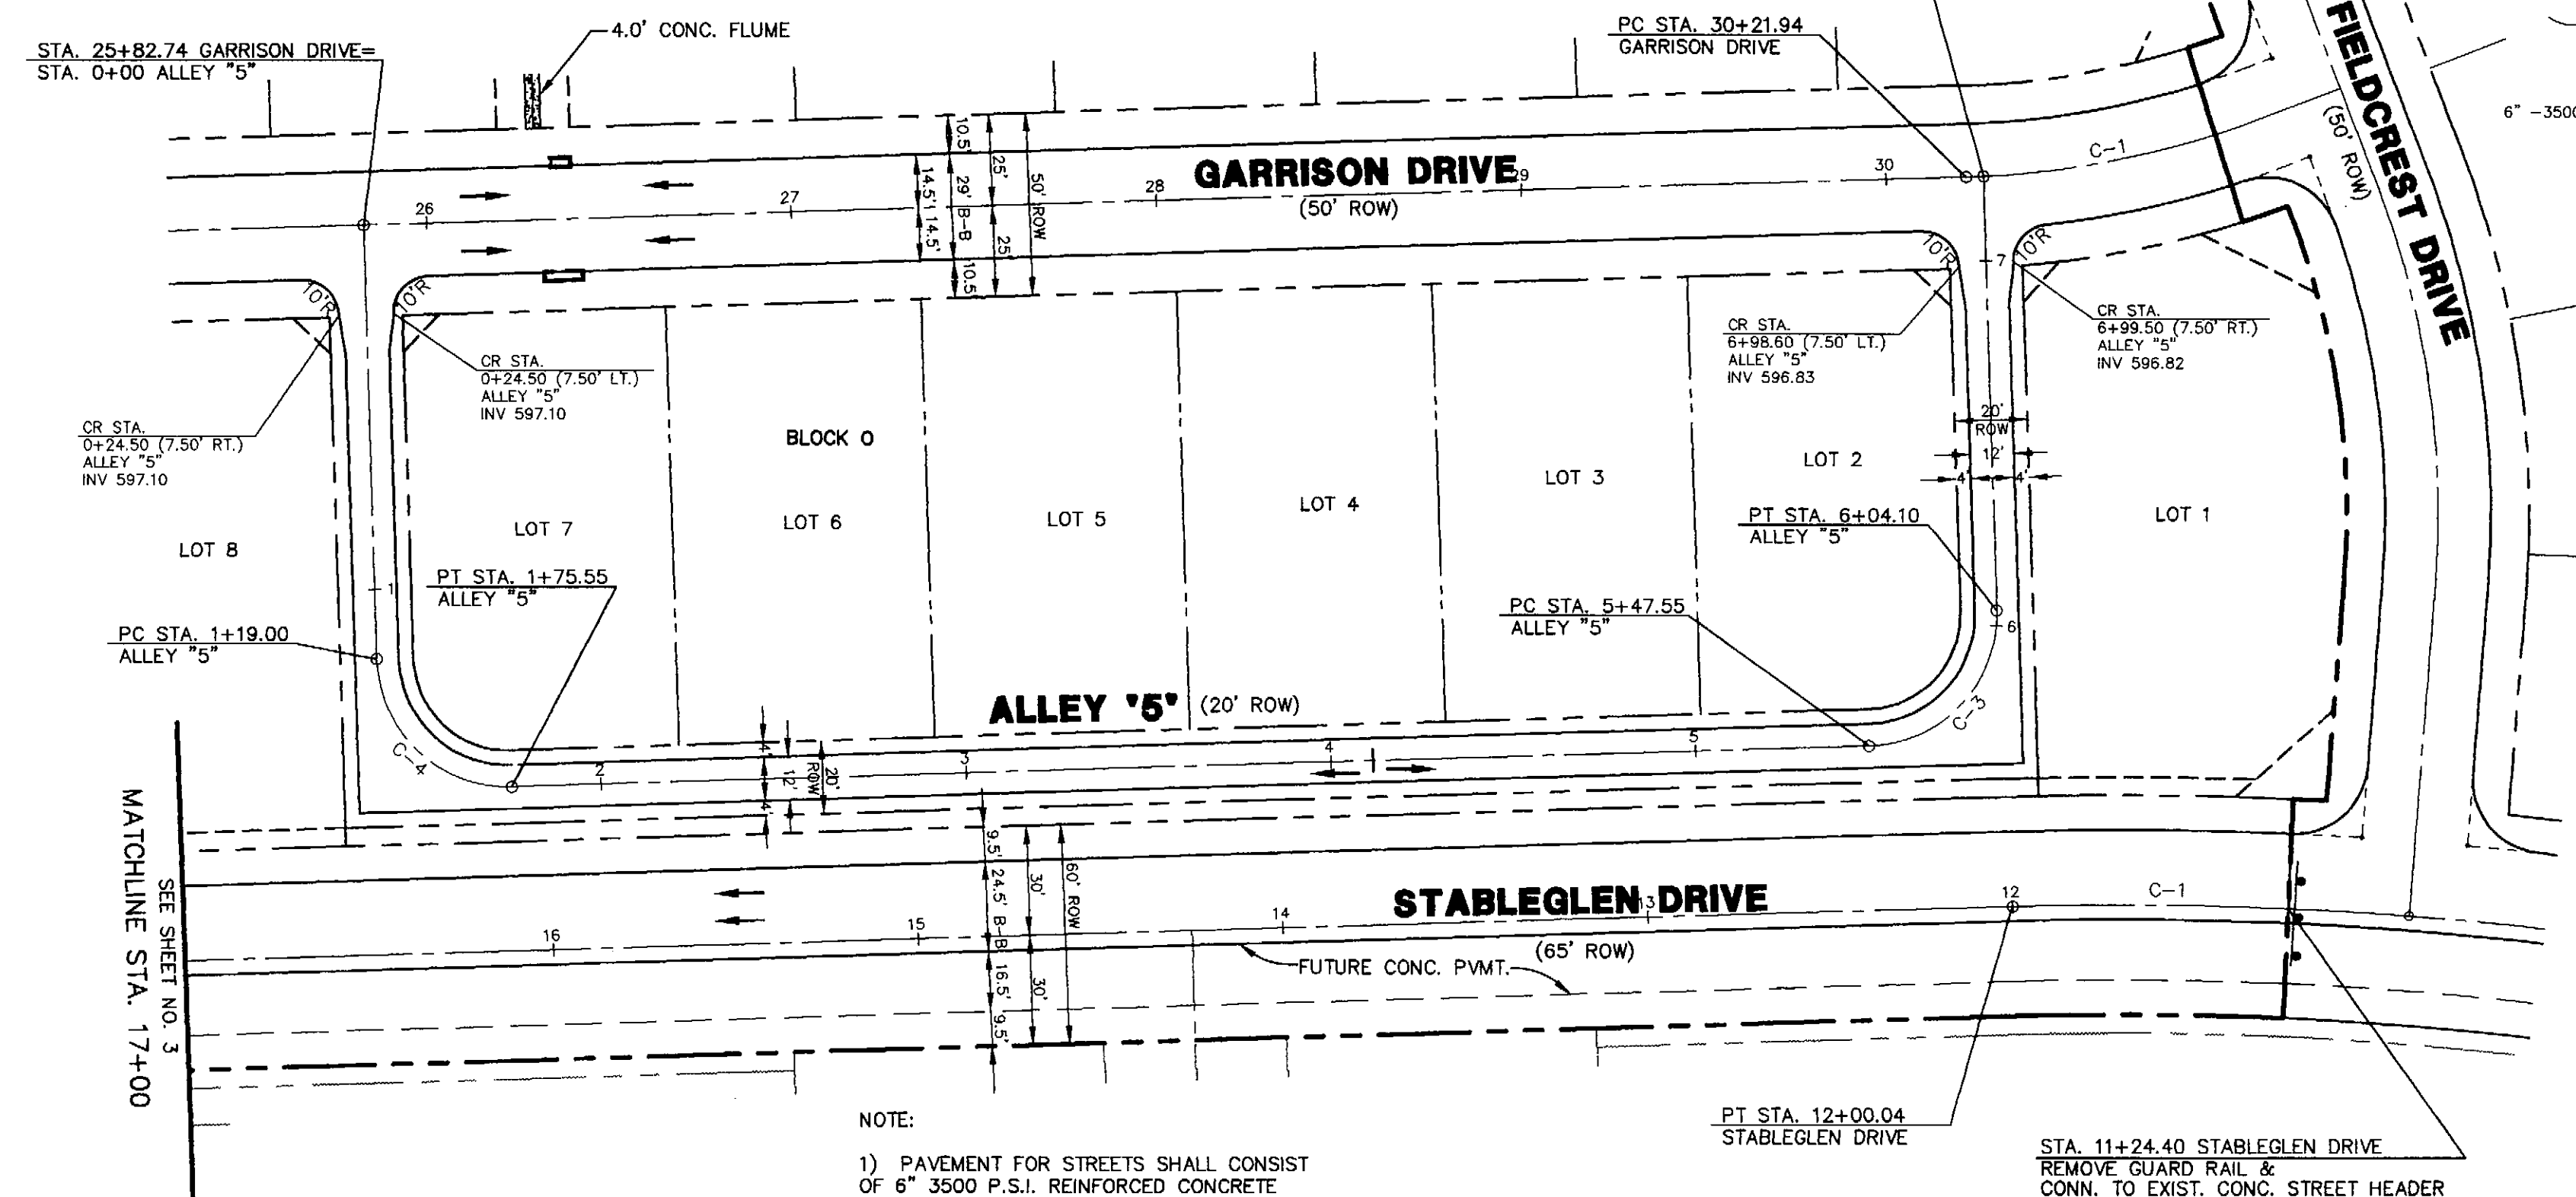 STA. 25+82.74 GARRISON DRIVE=
STA. 0+00 ALLEY "5"
4.0' CONC. FLUME
PC STA. 30+21.94
GARRISON DRIVE
FIELDCREST DRIVE
(50' ROW)
6" -3500
GARRISON DRIVE
(50' ROW)
26
27
28
29
30
C-1
10.5'
25'
14.5'
29' B-B
50' ROW
14.5'
25'
10.5'
10'R
10'R
10'R
10'R
7
CR STA.
0+24.50 (7.50' RT.)
ALLEY "5"
INV 597.10
CR STA.
0+24.50 (7.50' LT.)
ALLEY "5"
INV 597.10
CR STA.
6+98.60 (7.50' LT.)
ALLEY "5"
INV 596.83
CR STA.
6+99.50 (7.50' RT.)
ALLEY "5"
INV 596.82
20'
ROW
12'
4'
4'
BLOCK O
LOT 8
LOT 7
LOT 6
LOT 5
LOT 4
LOT 3
LOT 2
LOT 1
PT STA. 1+75.55
ALLEY "5"
PT STA. 6+04.10
ALLEY "5"
PC STA. 1+19.00
ALLEY "5"
PC STA. 5+47.55
ALLEY "5"
1
6
C-4
C-3
ALLEY "5" (20' ROW)
2
3
4
5
4'
12'
4'
20'
ROW
MATCHLINE STA. 17+00
SEE SHEET NO. 3
STABLEGLEN DRIVE
(65' ROW)
16
15
14
13
12
C-1
9.5'
24.5' B-B
16.5'
9.5'
30'
30'
60' ROW
FUTURE CONC. PVMT.
PT STA. 12+00.04
STABLEGLEN DRIVE
STA. 11+24.40 STABLEGLEN DRIVE
REMOVE GUARD RAIL &
CONN. TO EXIST. CONC. STREET HEADER
NOTE:
1) PAVEMENT FOR STREETS SHALL CONSIST
OF 6" 3500 P.S.I. REINFORCED CONCRETE